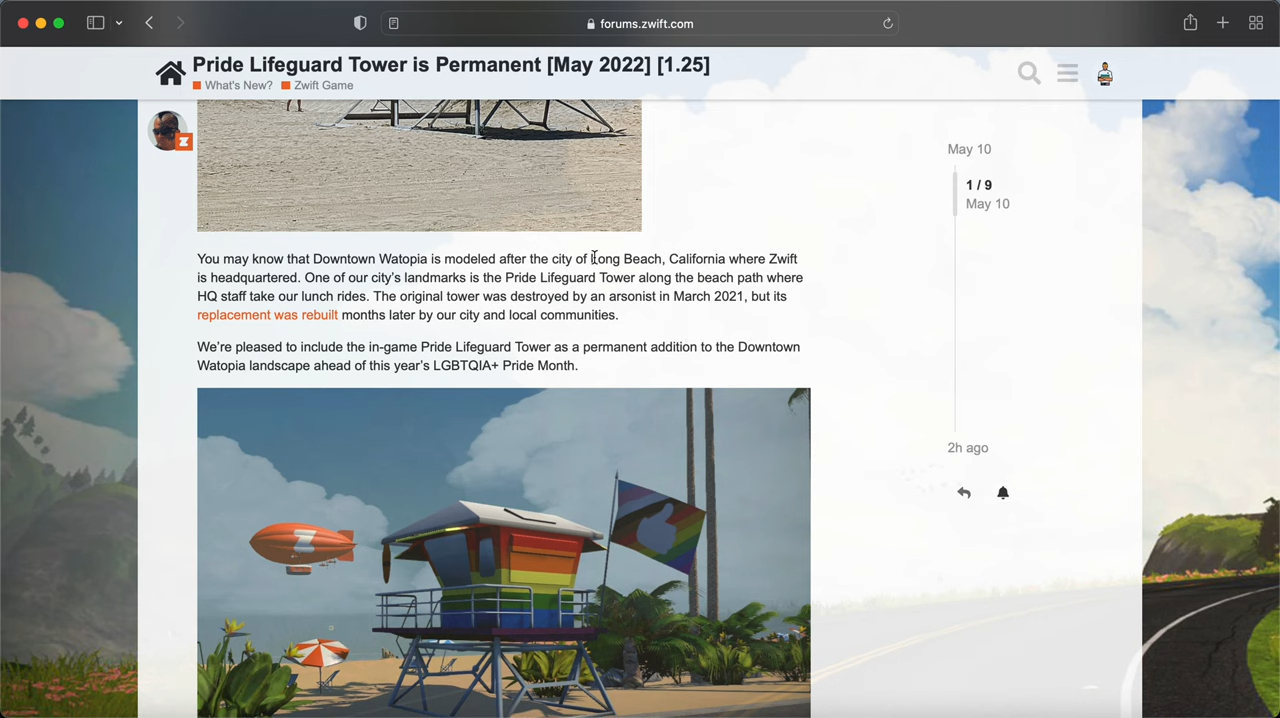 forums.zwift.com
Pride Lifeguard Tower is Permanent [May 2022] [1.25]
What's New? Zwift Game
May 10
1 / 9
May 10
You may know that Downtown Watopia is modeled after the city of Long Beach, California where Zwift
is headquartered. One of our city's landmarks is the Pride Lifeguard Tower along the beach path where
HQ staff take our lunch rides. The original tower was destroyed by an arsonist in March 2021, but its
replacement was rebuilt months later by our city and local communities.
We're pleased to include the in-game Pride Lifeguard Tower as a permanent addition to the Downtown
Watopia landscape ahead of this year's LGBTQIA+ Pride Month.
2h ago